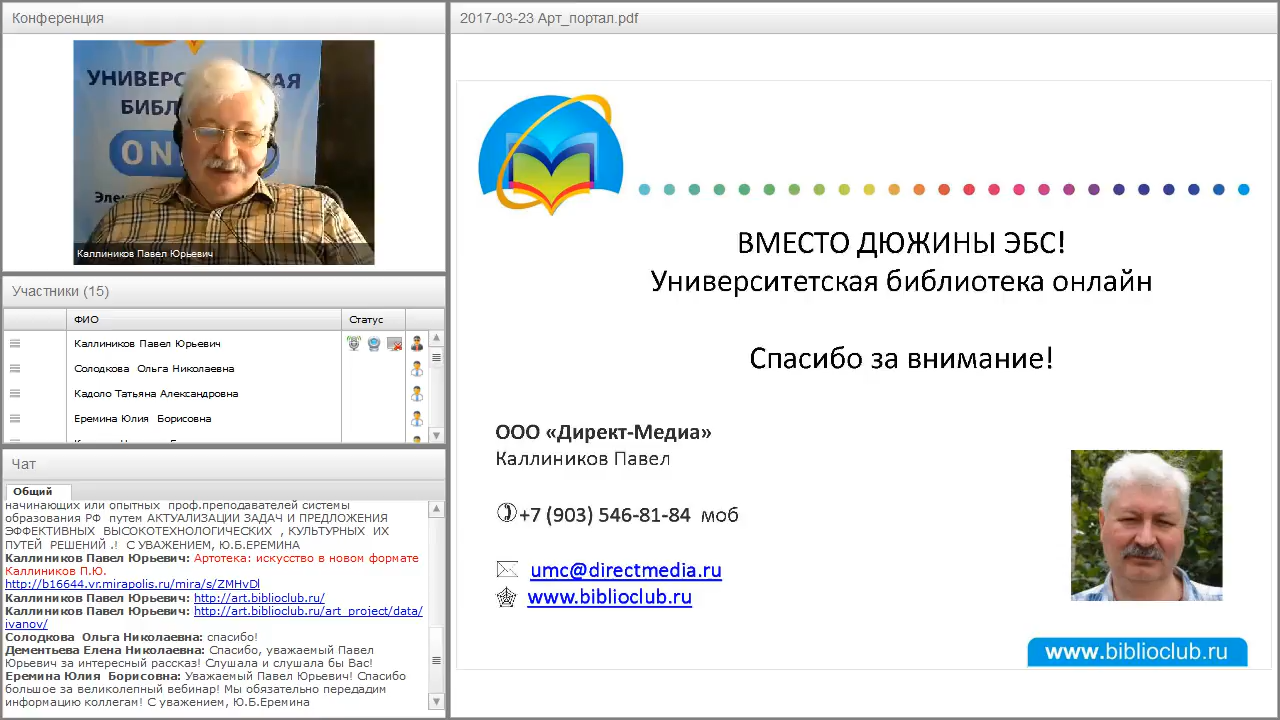 Конференция
УНИВЕРС СКАЯ
БИБЛ
ON
Эле
Каллиников Павел Юрьевич
Участники (15)
ФИО Статус
Каллиников Павел Юрьевич
Солодкова Ольга Николаевна
Кадоло Татьяна Александровна
Еремина Юлия Борисовна
Чат
Общий
начинающих или опытных проф.преподавателей системы
образования РФ путем АКТУАЛИЗАЦИИ ЗАДАЧ И ПРЕДЛОЖЕНИЯ
ЭФФЕКТИВНЫХ ВЫСОКОТЕХНОЛОГИЧЕСКИХ , КУЛЬТУРНЫХ ИХ
ПУТЕЙ РЕШЕНИЙ .! С УВАЖЕНИЕМ, Ю.Б.ЕРЕМИНА
Каллиников Павел Юрьевич: Артотека: искусство в новом формате
Каллиников П.Ю.
http://b16644.vr.mirapolis.ru/mira/s/ZMHvDl
Каллиников Павел Юрьевич: http://art.biblioclub.ru/
Каллиников Павел Юрьевич: http://art.biblioclub.ru/art_project/data/
ivanov/
Солодкова Ольга Николаевна: спасибо!
Дементьева Елена Николаевна: Спасибо, уважаемый Павел
Юрьевич за интересный рассказ! Слушала и слушала бы Вас!
Еремина Юлия Борисовна: Уважаемый Павел Юрьевич! Спасибо
большое за великолепный вебинар! Мы обязательно передадим
информацию коллегам! С уважением, Ю.Б.Еремина
2017-03-23 Арт_портал.pdf
ВМЕСТО ДЮЖИНЫ ЭБС!
Университетская библиотека онлайн
Спасибо за внимание!
ООО «Директ-Медиа»
Каллиников Павел
+7 (903) 546-81-84 моб
umc@directmedia.ru
www.biblioclub.ru
www.biblioclub.ru